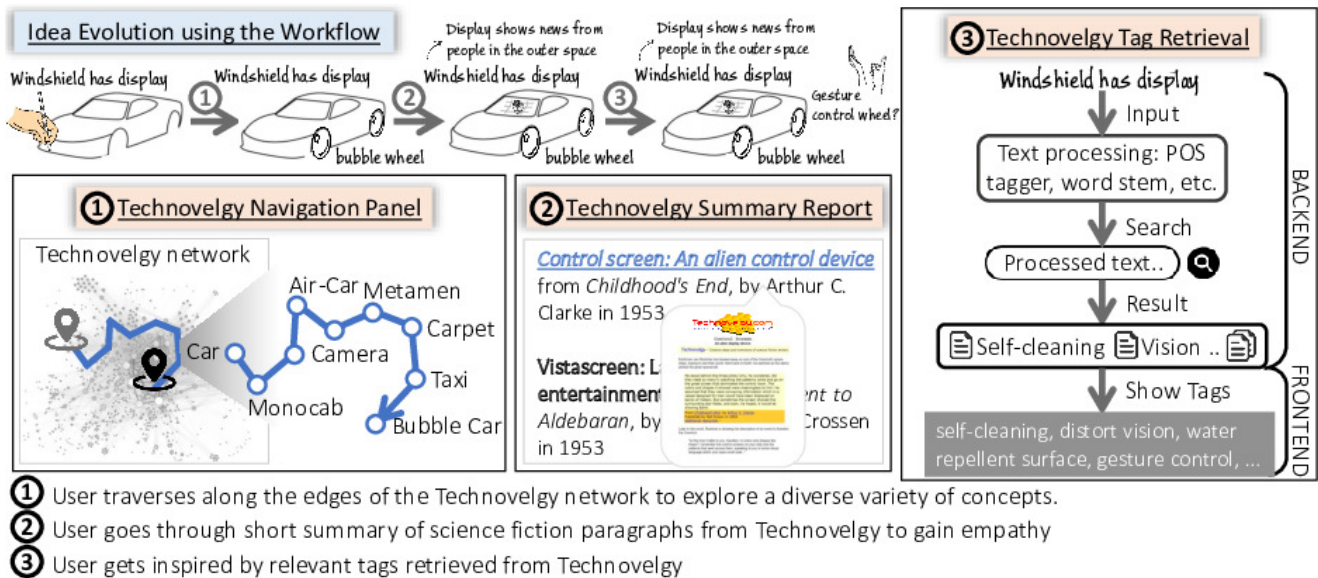 Idea Evolution using the Workflow
Windshield has display
1
Windshield has display
bubble wheel
2
Display shows news from
people in the outer space
Windshield has display
bubble wheel
3
Display shows news from
people in the outer space
Windshield has display
Gesture
control wheel?
bubble wheel
1 Technovelgy Navigation Panel
Technovelgy network
Car
Monocab
Air-Car
Camera
Metamen
Carpet
Taxi
Bubble Car
2 Technovelgy Summary Report
Control screen: An alien control device
from Childhood's End, by Arthur C.
Clarke in 1953
Technovelgy.com
Vistascreen: L
entertainment ent to
Aldebaran, by Crossen
in 1953
3 Technovelgy Tag Retrieval
Windshield has display
Input
Text processing: POS
tagger, word stem, etc.
Search
Processed text..
Result
Self-cleaning Vision ..
Show Tags
self-cleaning, distort vision, water
repellent surface, gesture control, ...
BACKEND
FRONTEND
1 User traverses along the edges of the Technovelgy network to explore a diverse variety of concepts.
2 User goes through short summary of science fiction paragraphs from Technovelgy to gain empathy
3 User gets inspired by relevant tags retrieved from Technovelgy